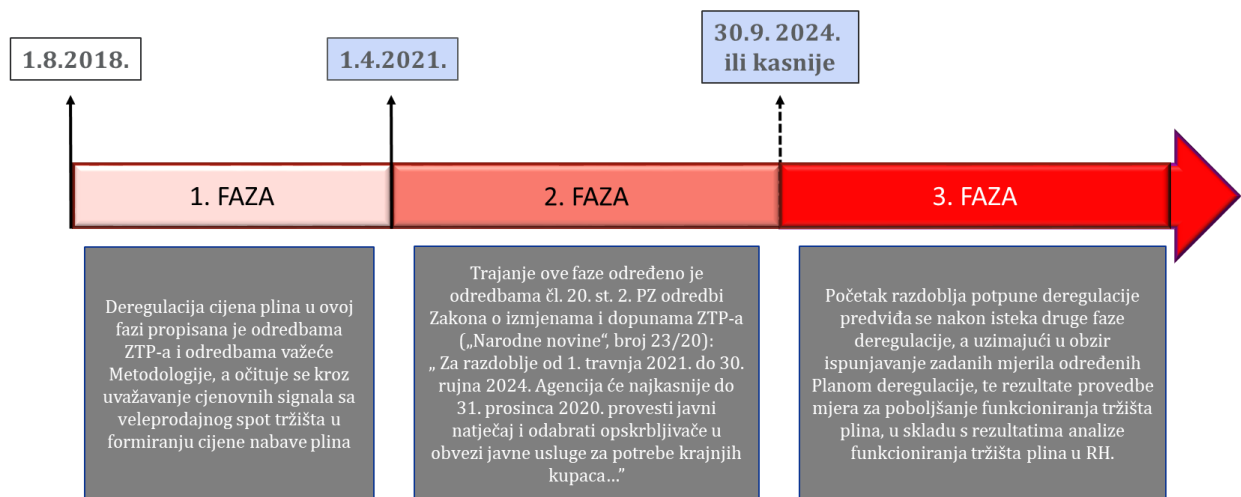 1.8.2018.
1.4.2021.
30.9. 2024.
ili kasnije
1. FAZA
2. FAZA
3. FAZA
Deregulacija cijena plina u ovoj
fazi propisana je odredbama
ZTP-a i odredbama važeće
Metodologije, a očituje se kroz
uvažavanje cjenovnih signala sa
veleprodajnog spot tržišta u
formiranju cijene nabave plina
Trajanje ove faze određeno je
odredbama čl. 20. st. 2. PZ odredbi
Zakona o izmjenama i dopunama ZTP-a
(„Narodne novine“, broj 23/20):
„ Za razdoblje od 1. travnja 2021. do 30.
rujna 2024. Agencija će najkasnije do
31. prosinca 2020. provesti javni
natječaj i odabrati opskrbljivače u
obvezi javne usluge za potrebe krajnjih
kupaca…”
Početak razdoblja potpune deregulacije
predviđa se nakon isteka druge faze
deregulacije, a uzimajući u obzir
ispunjavanje zadanih mjerila određenih
Planom deregulacije, te rezultate provedbe
mjera za poboljšanje funkcioniranja tržišta
plina, u skladu s rezultatima analize
funkcioniranja tržišta plina u RH.